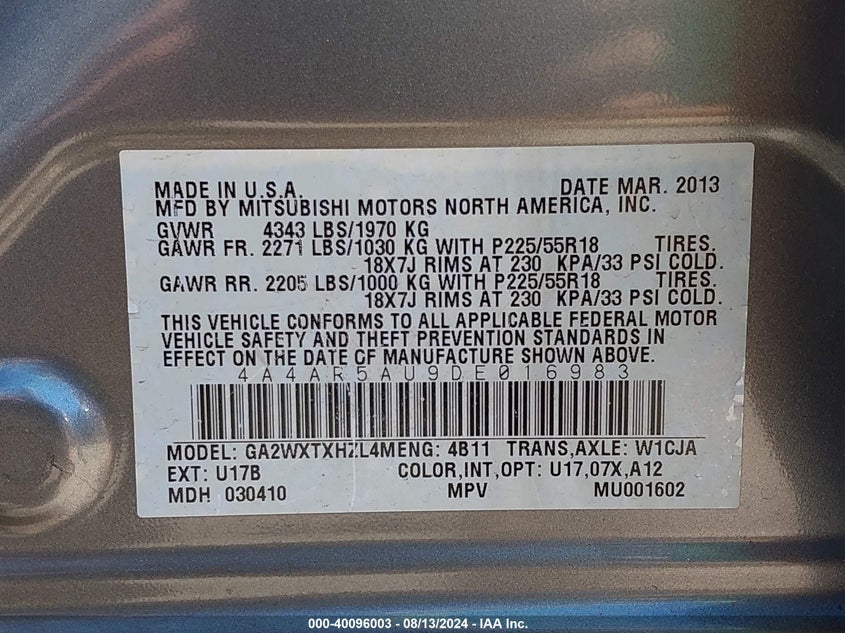 MADE IN U.S.A. DATE MAR. 2013
MFD BY MITSUBISHI MOTORS NORTH AMERICA, INC.
GVWR 4343 LBS/1970 KG
GAWR FR. 2271 LBS/1030 KG WITH P225/55R18 TIRES.
18X7J RIMS AT 230 KPA/33 PSI COLD.
GAWR RR. 2205 LBS/1000 KG WITH P225/55R18 TIRES.
18X7J RIMS AT 230 KPA/33 PSI COLD.
THIS VEHICLE CONFORMS TO ALL APPLICABLE FEDERAL MOTOR
VEHICLE SAFETY AND THEFT PREVENTION STANDARDS IN
EFFECT ON THE DATE OF MANUFACTURE SHOWN ABOVE.
4A4AR5AU9DE016983
MODEL: GA2WXTXHZL4MENG: 4B11 TRANS,AXLE: W1CJA
EXT: U17B COLOR,INT,OPT: U17,07X,A12
MDH 030410 MPV MU001602
000-40096003 - 08/13/2024 - IAA Inc.